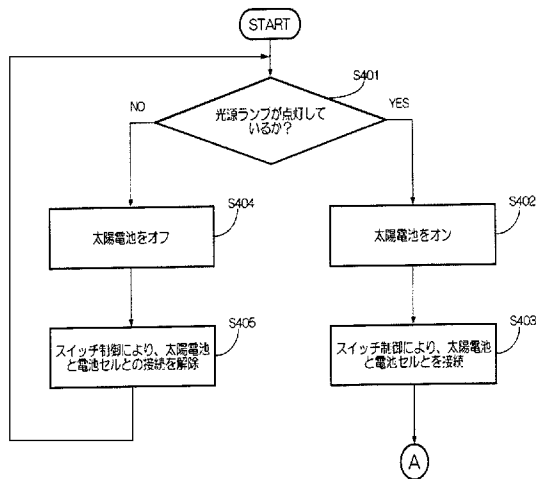 START
S401
光源ランプが点灯して
いるか?
NO
YES
S404
太陽電池をオフ
S402
太陽電池をオン
S405
スイッチ制御により、太陽電池
と電池セルとの接続を解除
S403
スイッチ制御により、太陽電池
と電池セルとを接続
A